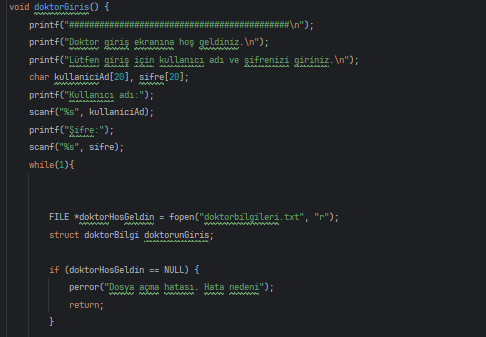 void doktorGiris() {
printf("############################################\n");
printf("Doktor giriş ekranına hoş geldiniz.\n");
printf("Lütfen giriş için kullanıcı adı ve şifrenizi giriniz.\n");
char kullaniciAd[20], sifre[20];
printf("Kullanıcı adı:");
scanf("%s", kullaniciAd);
printf("Şifre:");
scanf("%s", sifre);
while(1){
FILE *doktorHosGeldin = fopen("doktorbilgileri.txt", "r");
struct doktorBilgi doktorunGiris;
if (doktorHosGeldin == NULL) {
perror("Dosya açma hatası. Hata nedeni");
return;
}